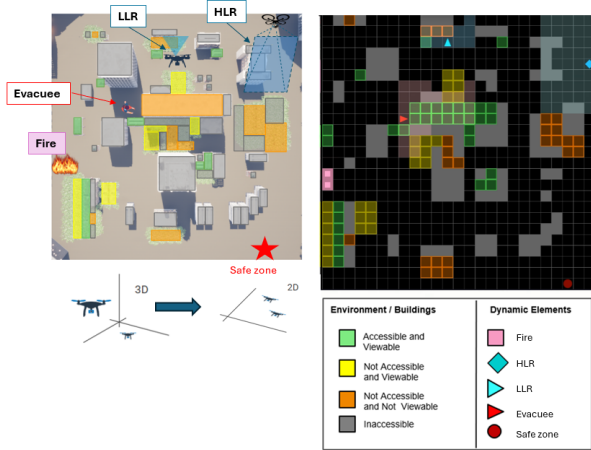 LLR
HLR
Evacuee
Fire
Safe zone
3D
2D
Environment / Buildings
Accessible and
Viewable
Not Accessible
and Viewable
Not Accessible
and Not Viewable
Inaccessible
Dynamic Elements
Fire
HLR
LLR
Evacuee
Safe zone